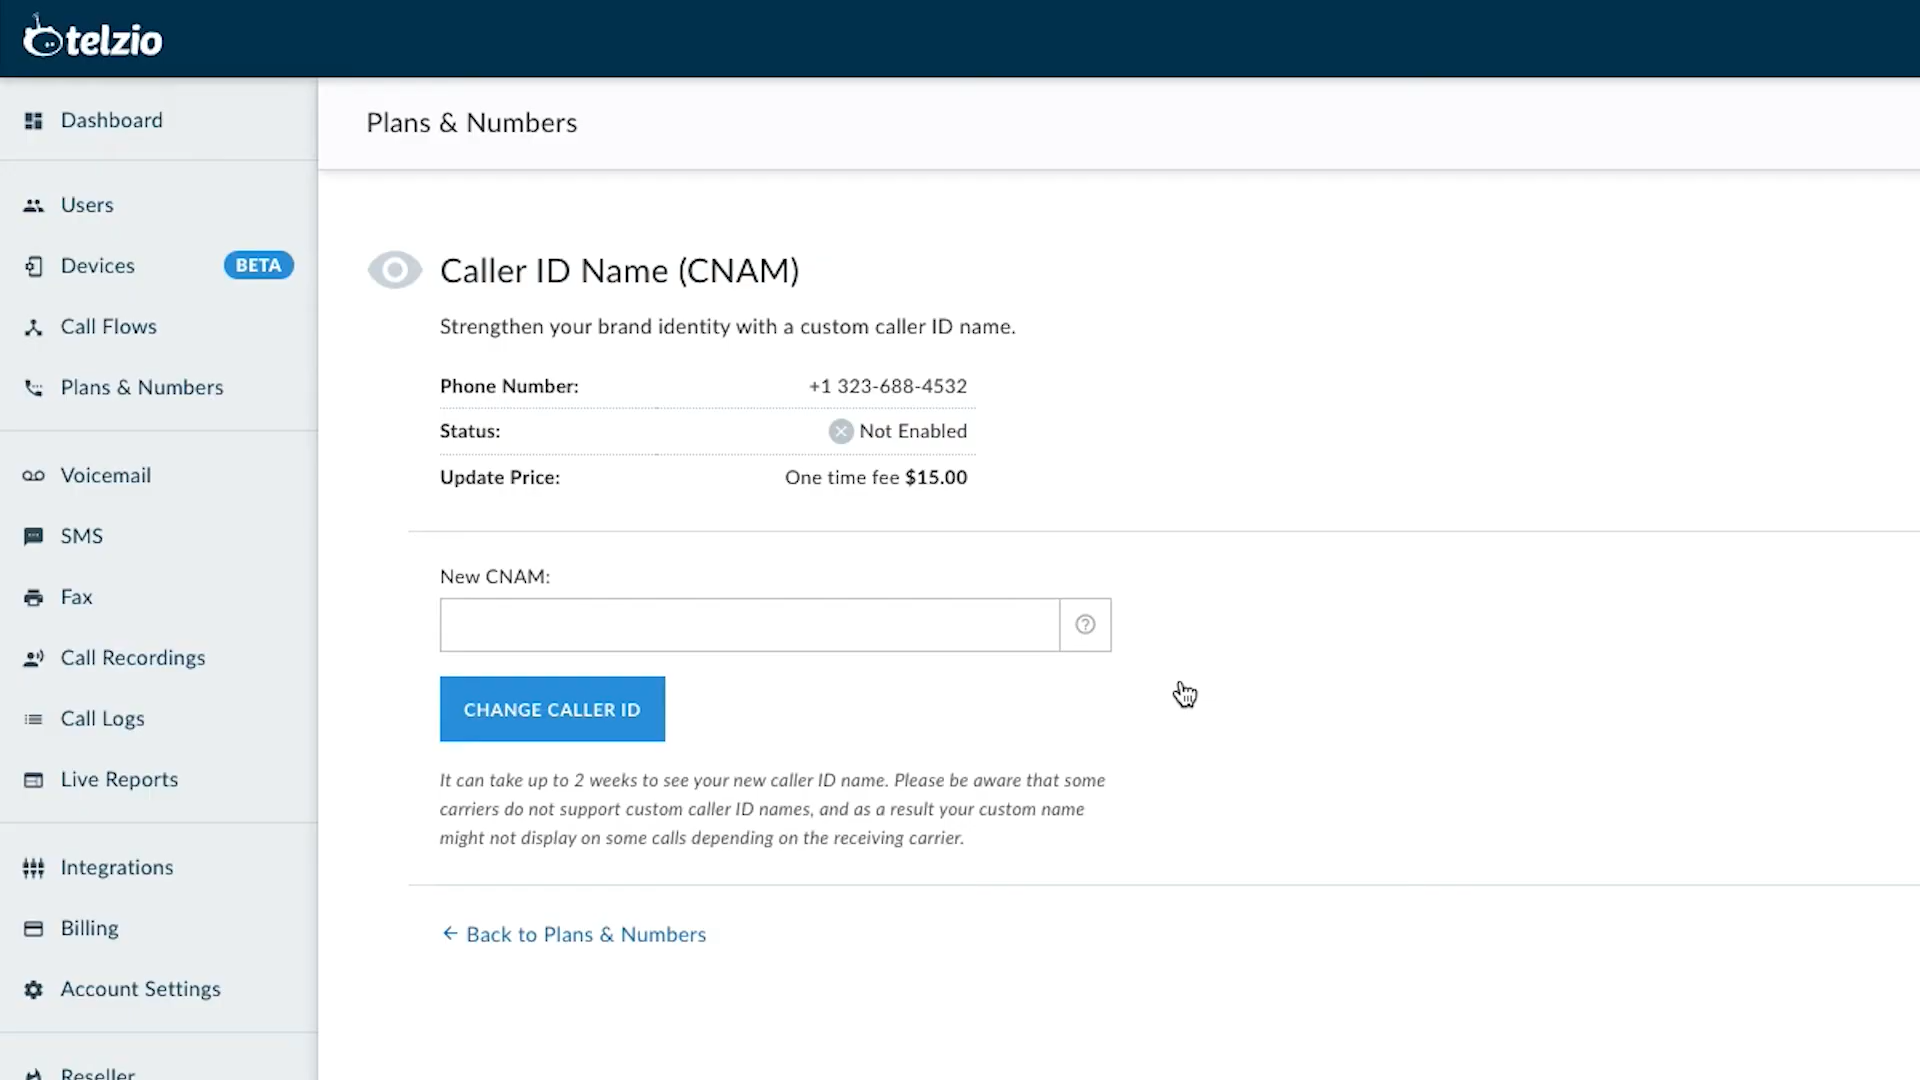 telzio
Dashboard
Users
Devices BETA
Call Flows
Plans & Numbers
Voicemail
SMS
Fax
Call Recordings
Call Logs
Live Reports
Integrations
Billing
Account Settings
Reseller
Plans & Numbers
Caller ID Name (CNAM)
Strengthen your brand identity with a custom caller ID name.
Phone Number: +1 323-688-4532
Status: Not Enabled
Update Price: One time fee $15.00
New CNAM:
CHANGE CALLER ID
It can take up to 2 weeks to see your new caller ID name. Please be aware that some
carriers do not support custom caller ID names, and as a result your custom name
might not display on some calls depending on the receiving carrier.
← Back to Plans & Numbers